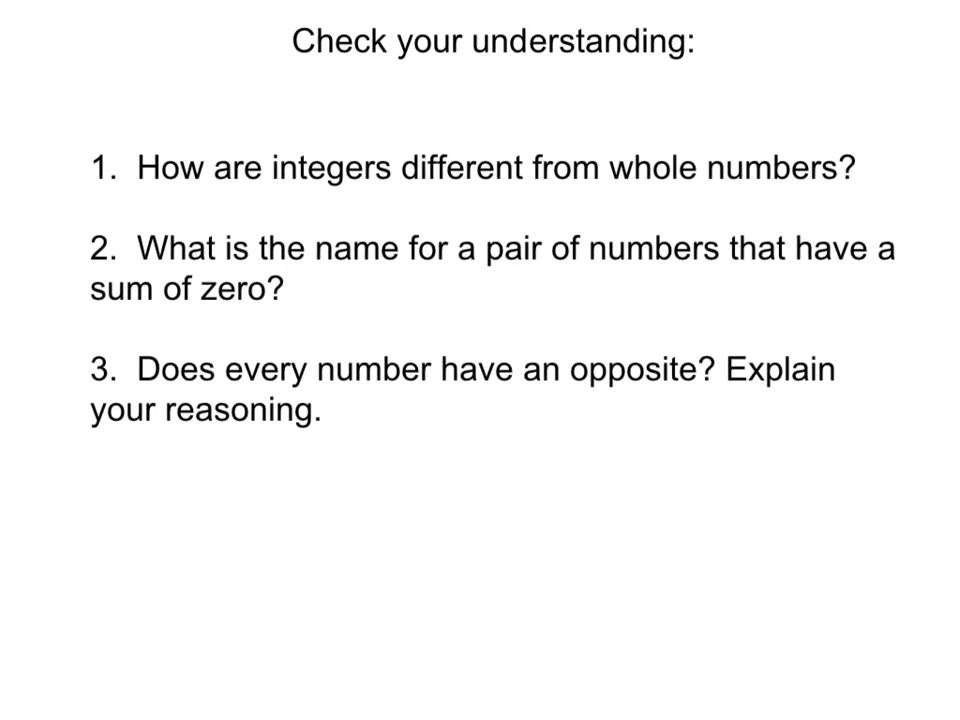 Check your understanding:
1. How are integers different from whole numbers?
2. What is the name for a pair of numbers that have a
sum of zero?
3. Does every number have an opposite? Explain
your reasoning.